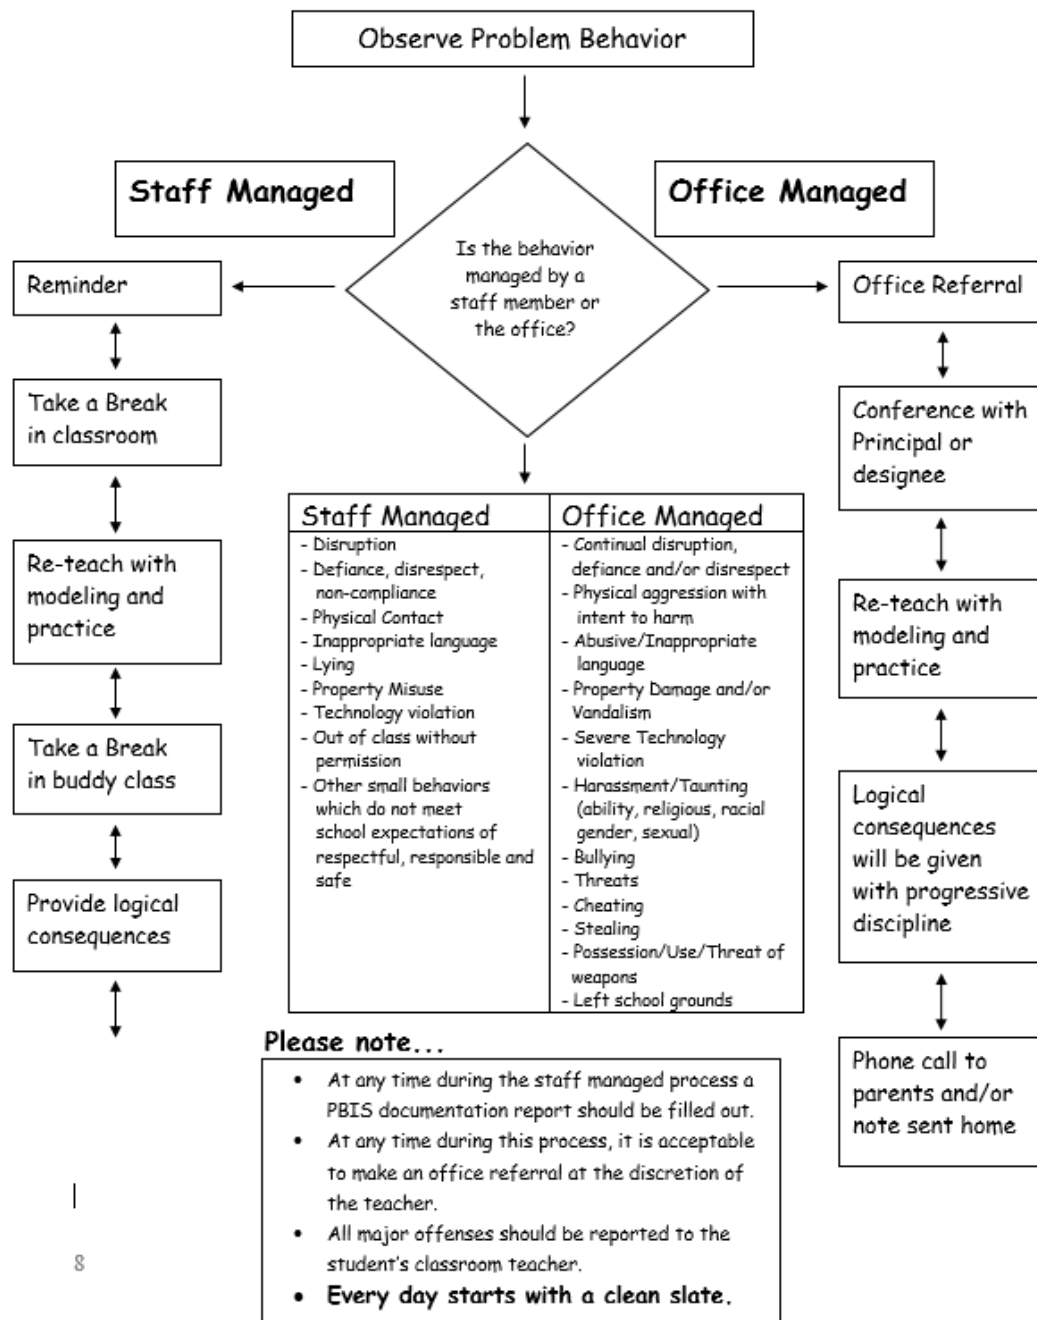 Observe Problem Behavior
Staff Managed
Office Managed
Is the behavior
managed by a
staff member or
the office?
Reminder
Take a Break
in classroom
Re-teach with
modeling and
practice
Take a Break
in buddy class
Provide logical
consequences
Office Referral
Conference with
Principal or
designee
Re-teach with
modeling and
practice
Logical
consequences
will be given
with progressive
discipline
Phone call to
parents and/or
note sent home
Staff Managed
- Disruption
- Defiance, disrespect,
non-compliance
- Physical Contact
- Inappropriate language
- Lying
- Property Misuse
- Technology violation
- Out of class without
permission
- Other small behaviors
which do not meet
school expectations of
respectful, responsible and
safe
Office Managed
- Continual disruption,
defiance and/or disrespect
- Physical aggression with
intent to harm
- Abusive/Inappropriate
language
- Property Damage and/or
Vandalism
- Severe Technology
violation
- Harassment/Taunting
(ability, religious, racial
gender, sexual)
- Bullying
- Threats
- Cheating
- Stealing
- Possession/Use/Threat of
weapons
- Left school grounds
Please note...
• At any time during the staff managed process a
PBIS documentation report should be filled out.
• At any time during this process, it is acceptable
to make an office referral at the discretion of
the teacher.
• All major offenses should be reported to the
student's classroom teacher.
• Every day starts with a clean slate.
8